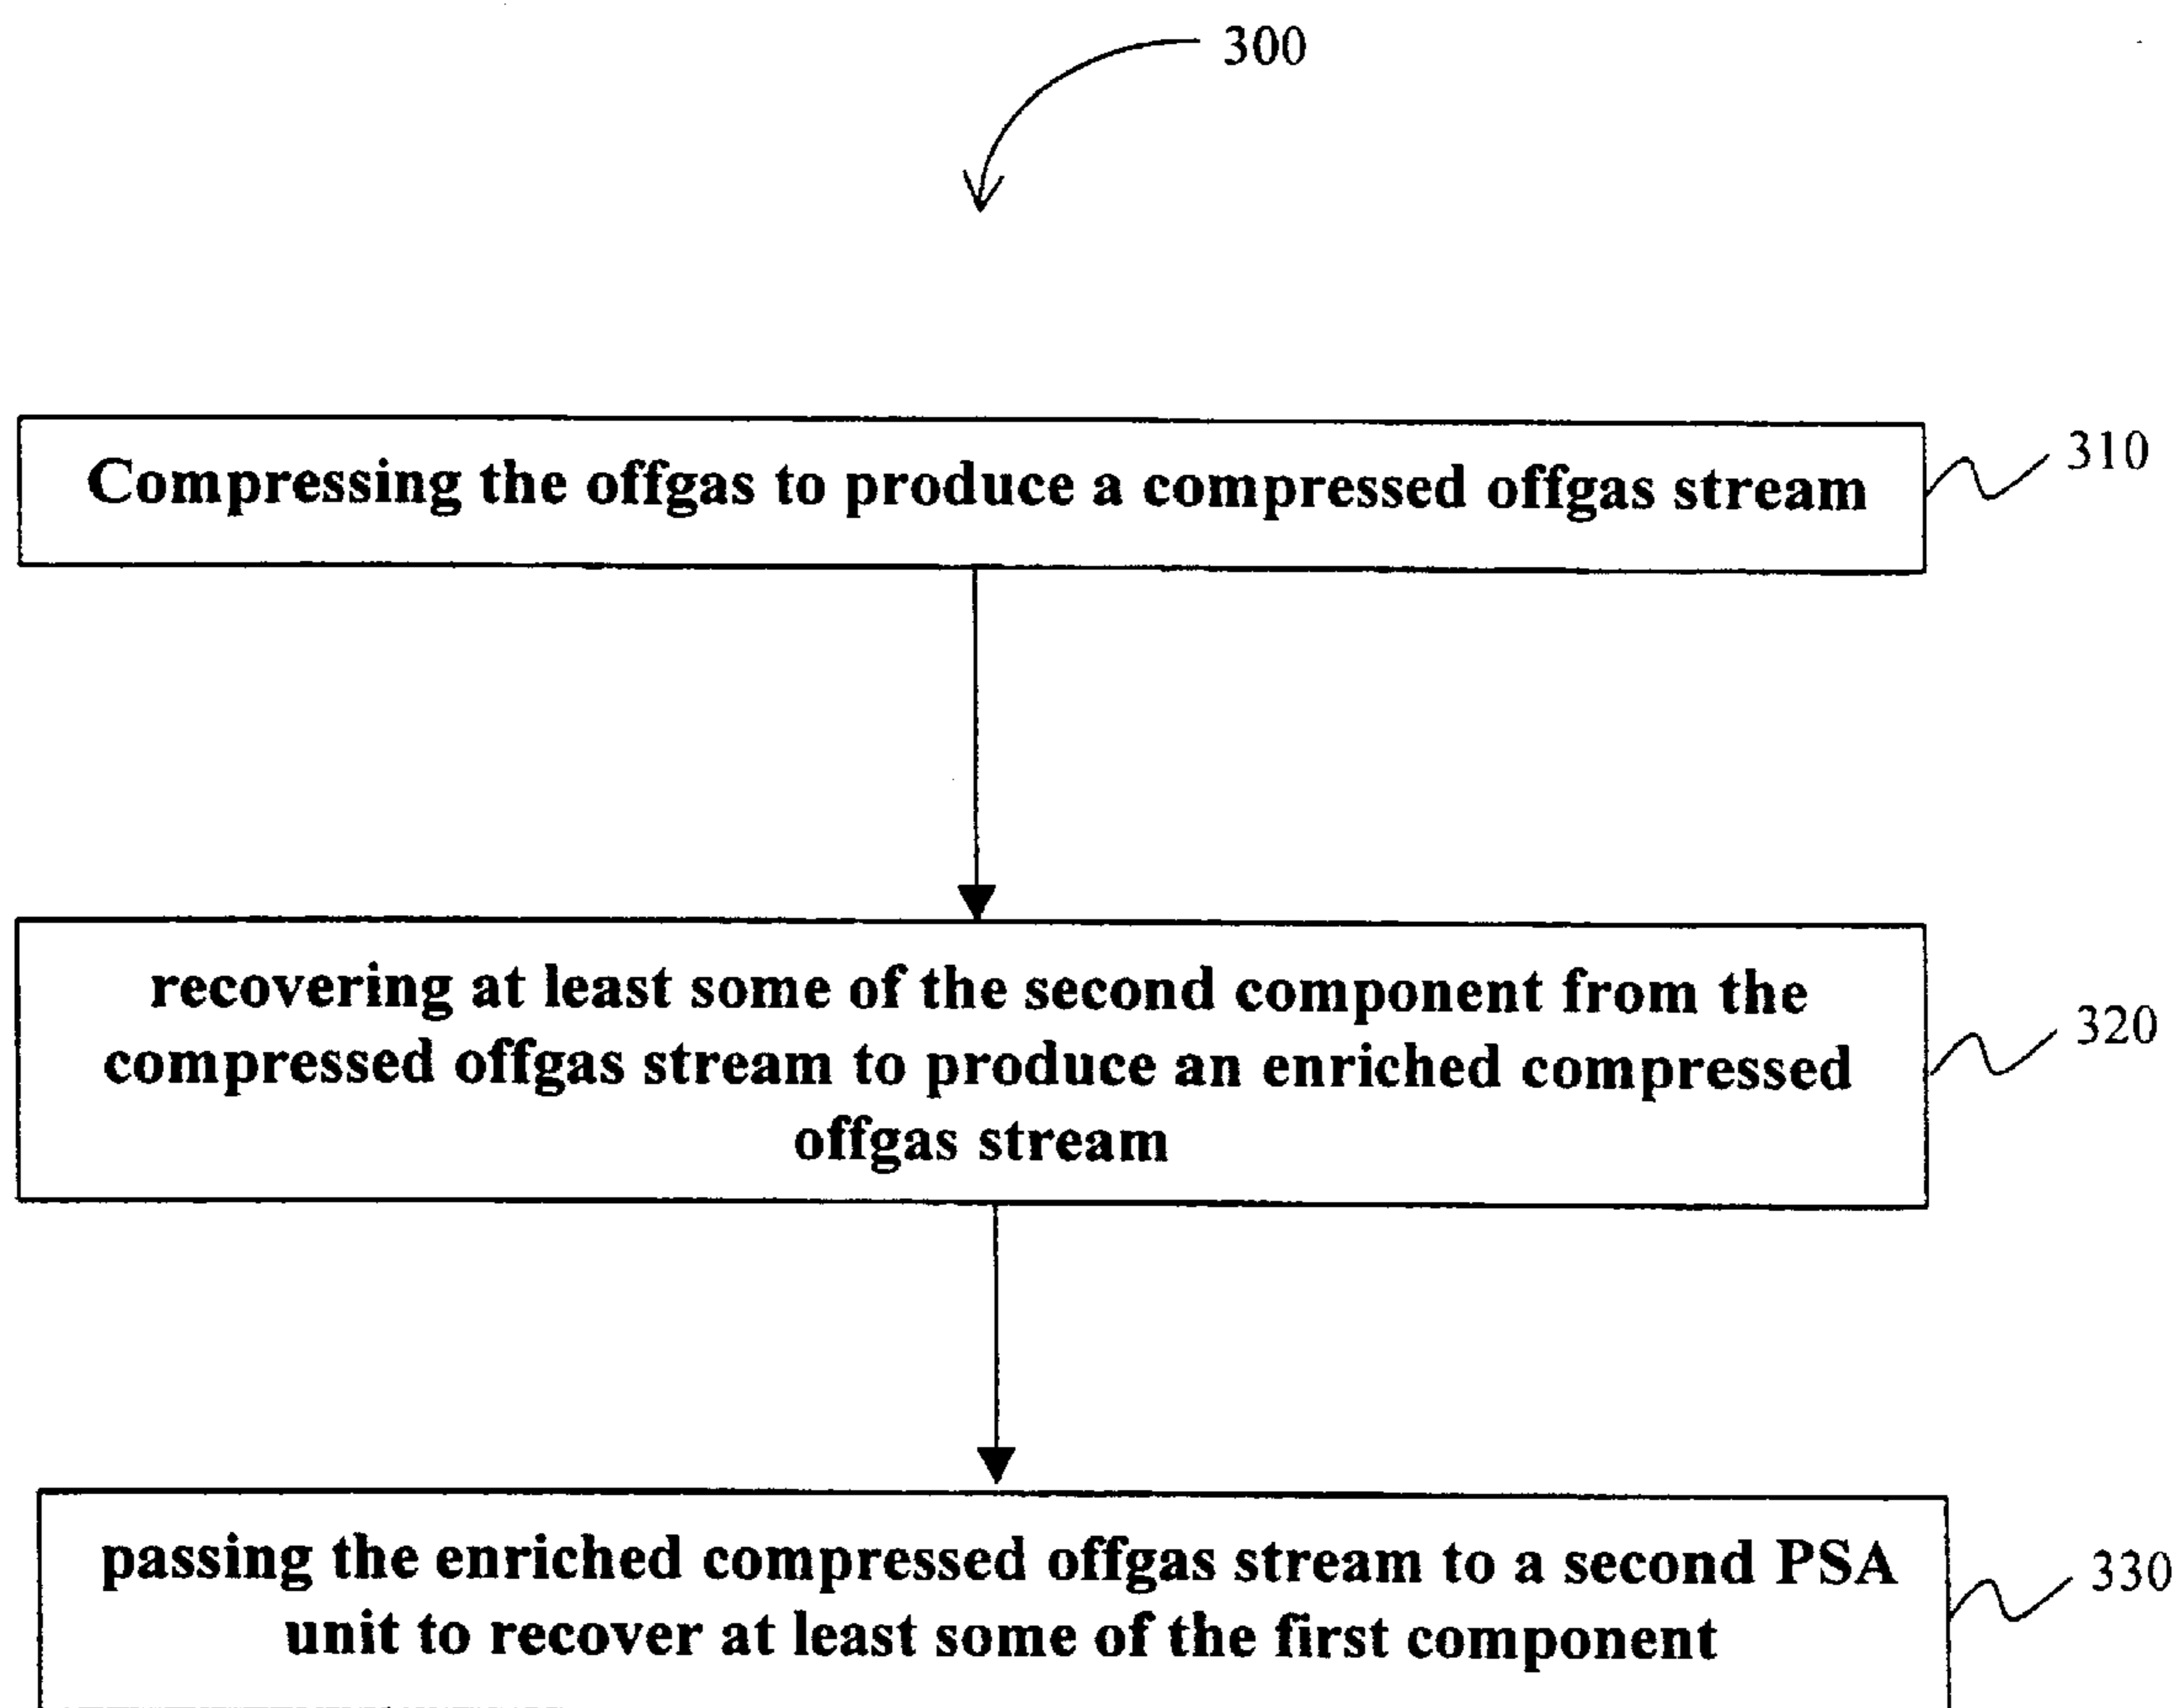 300
Compressing the offgas to produce a compressed offgas stream
310
recovering at least some of the second component from the
compressed offgas stream to produce an enriched compressed
offgas stream
320
passing the enriched compressed offgas stream to a second PSA
unit to recover at least some of the first component
330